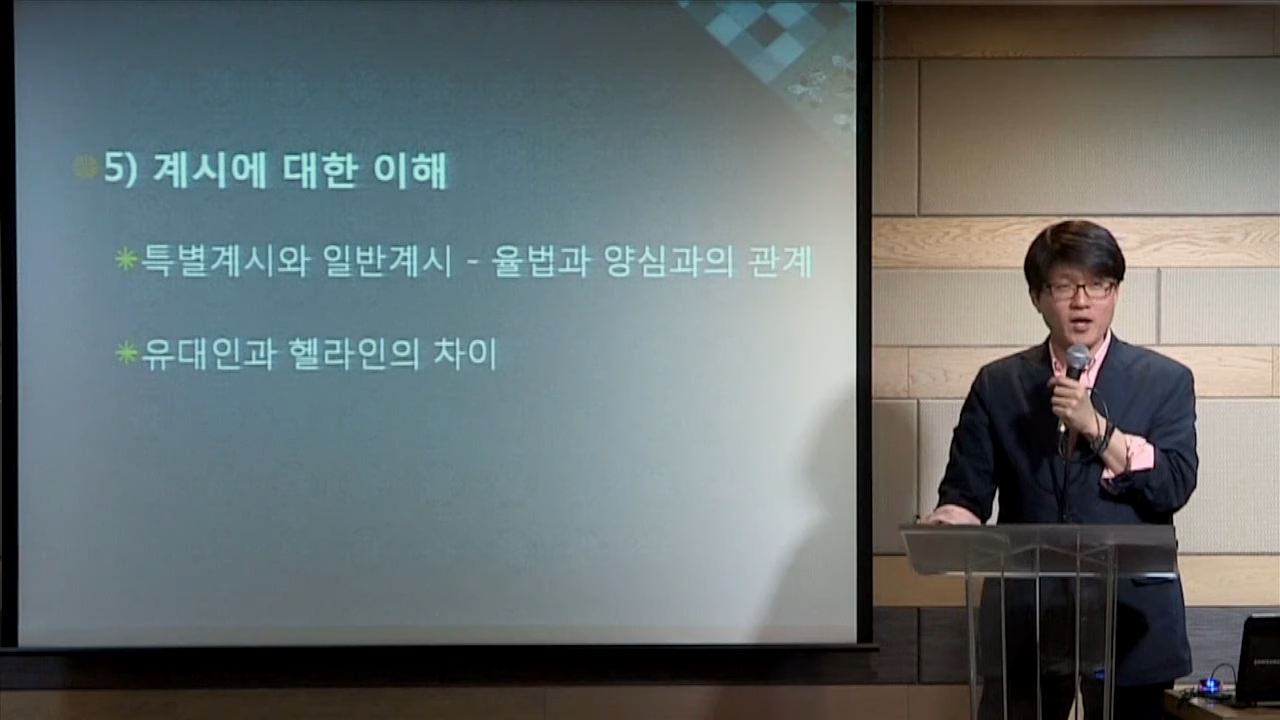 5) 계시에 대한 이해
특별계시와 일반계시 - 율법과 양심과의 관계
유대인과 헬라인의 차이